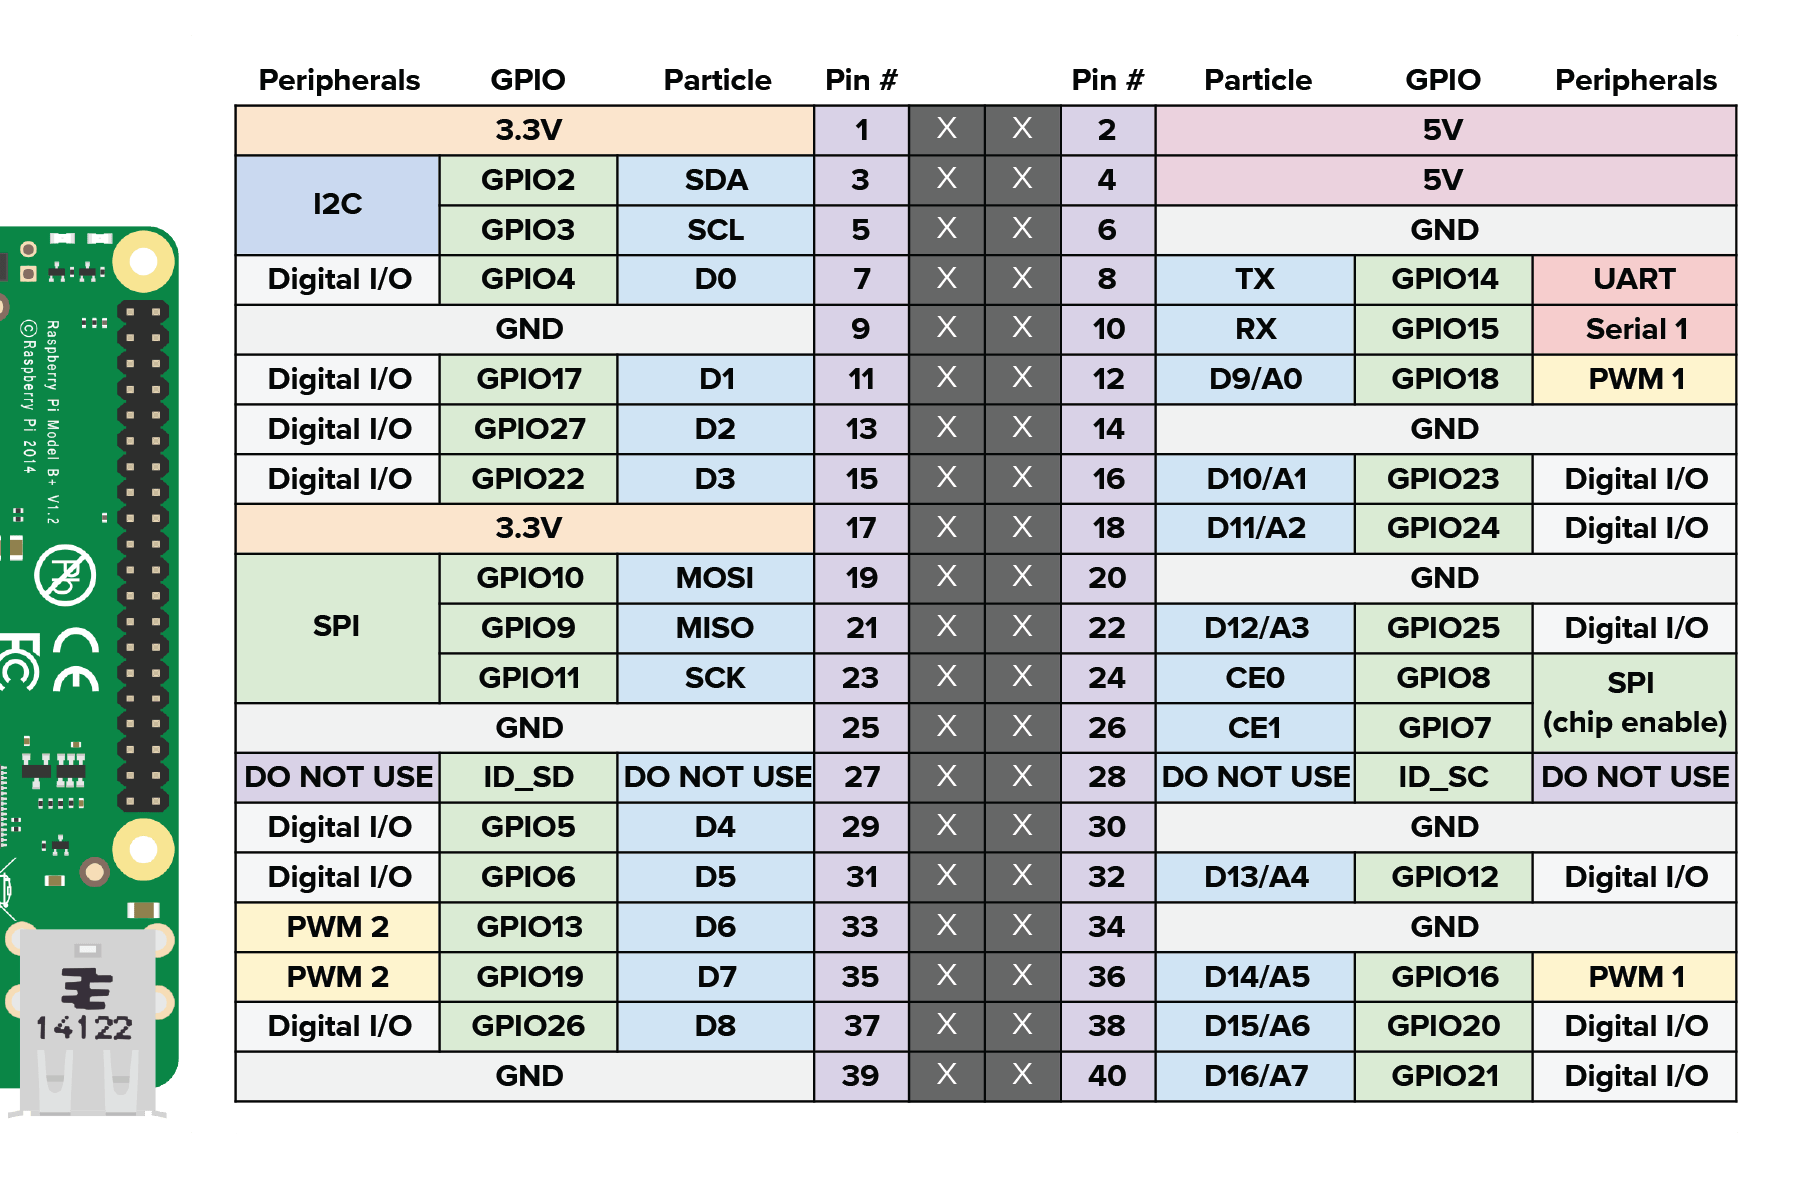 Peripherals GPIO Particle Pin # Pin # Particle GPIO Peripherals
3.3V 1 X X 2 5V
I2C GPIO2 SDA 3 X X 4 5V
GPIO3 SCL 5 X X 6 GND
Digital I/O GPIO4 D0 7 X X 8 TX GPIO14 UART
GND 9 X X 10 RX GPIO15 Serial 1
Digital I/O GPIO17 D1 11 X X 12 D9/A0 GPIO18 PWM 1
Digital I/O GPIO27 D2 13 X X 14 GND
Digital I/O GPIO22 D3 15 X X 16 D10/A1 GPIO23 Digital I/O
3.3V 17 X X 18 D11/A2 GPIO24 Digital I/O
SPI GPIO10 MOSI 19 X X 20 GND
GPIO9 MISO 21 X X 22 D12/A3 GPIO25 Digital I/O
GPIO11 SCK 23 X X 24 CE0 GPIO8 SPI
GND 25 X X 26 CE1 GPIO7 (chip enable)
DO NOT USE ID_SD DO NOT USE 27 X X 28 DO NOT USE ID_SC DO NOT USE
Digital I/O GPIO5 D4 29 X X 30 GND
Digital I/O GPIO6 D5 31 X X 32 D13/A4 GPIO12 Digital I/O
PWM 2 GPIO13 D6 33 X X 34 GND
PWM 2 GPIO19 D7 35 X X 36 D14/A5 GPIO16 PWM 1
Digital I/O GPIO26 D8 37 X X 38 D15/A6 GPIO20 Digital I/O
GND 39 X X 40 D16/A7 GPIO21 Digital I/O
Raspberry Pi Model B+ V1.2
©Raspberry Pi 2014
Pb
FC
CE
14122